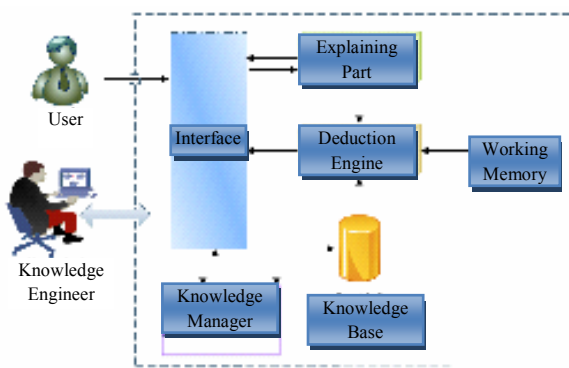 Explaining
Part
User
Interface
Deduction
Engine
Working
Memory
Knowledge
Engineer
Knowledge
Manager
Knowledge
Base